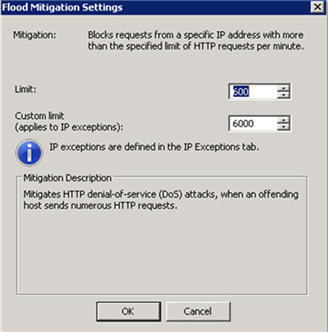 Flood Mitigation Settings
Mitigation: Blocks requests from a specific IP address with more
than the specified limit of HTTP requests per minute.
Limit: 600
Custom limit
(applies to IP exceptions): 6000
IP exceptions are defined in the IP Exceptions tab.
Mitigation Description
Mitigates HTTP denial-of-service (DoS) attacks, when an offending
host sends numerous HTTP requests.
OK Cancel